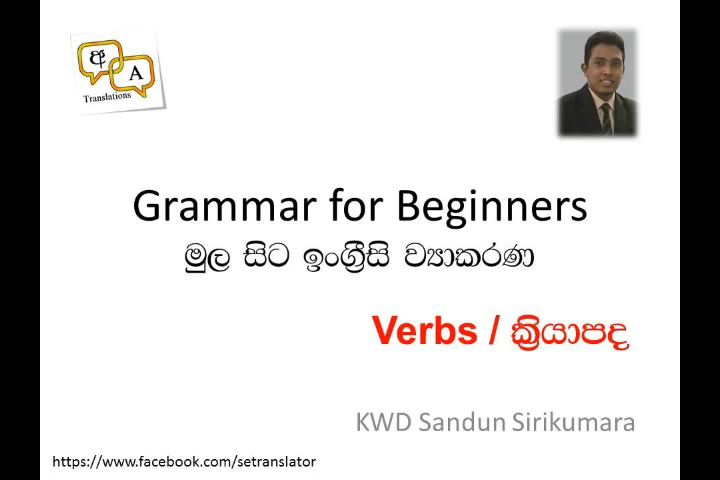 අ
A
Translations
Grammar for Beginners
මුල සිට ඉංග්‍රීසි ව්‍යාකරණ
Verbs / ක්‍රියාපද
KWD Sandun Sirikumara
https://www.facebook.com/setranslator